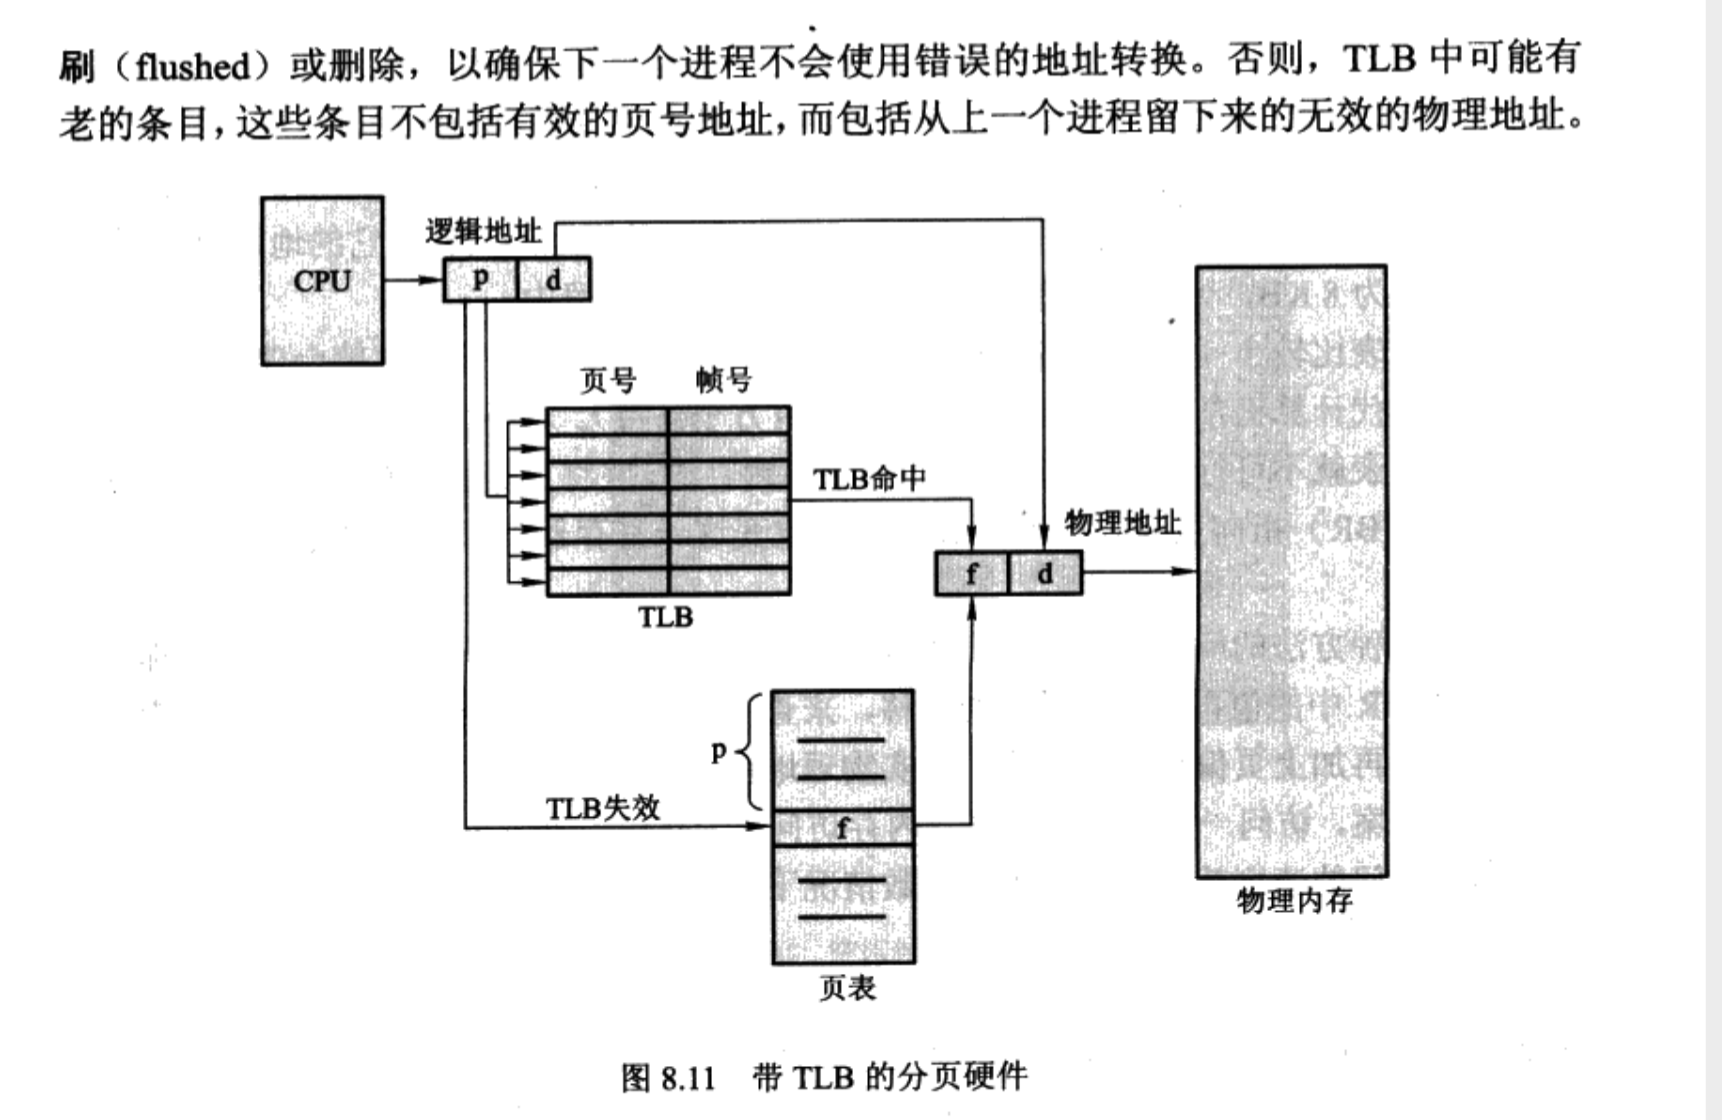 刷（flushed）或删除，以确保下一个进程不会使用错误的地址转换。否则，TLB 中可能有
老的条目，这些条目不包括有效的页号地址，而包括从上一个进程留下来的无效的物理地址。
逻辑地址
CPU
p
d
页号
帧号
TLB命中
物理地址
f
d
TLB
p
TLB失效
f
物理内存
页表
图 8.11 带 TLB 的分页硬件